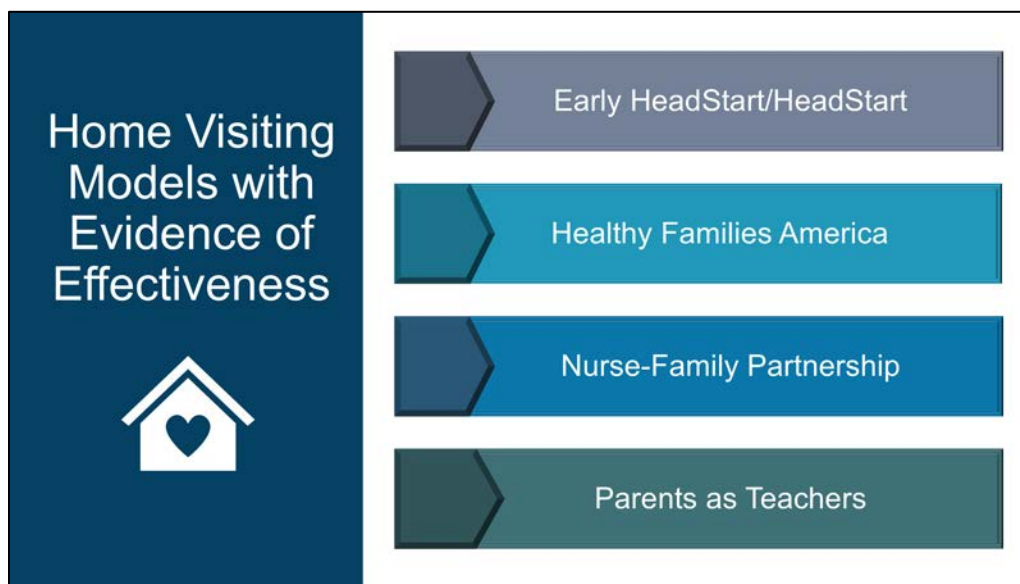 Home Visiting
Models with
Evidence of
Effectiveness
Early HeadStart/HeadStart
Healthy Families America
Nurse-Family Partnership
Parents as Teachers